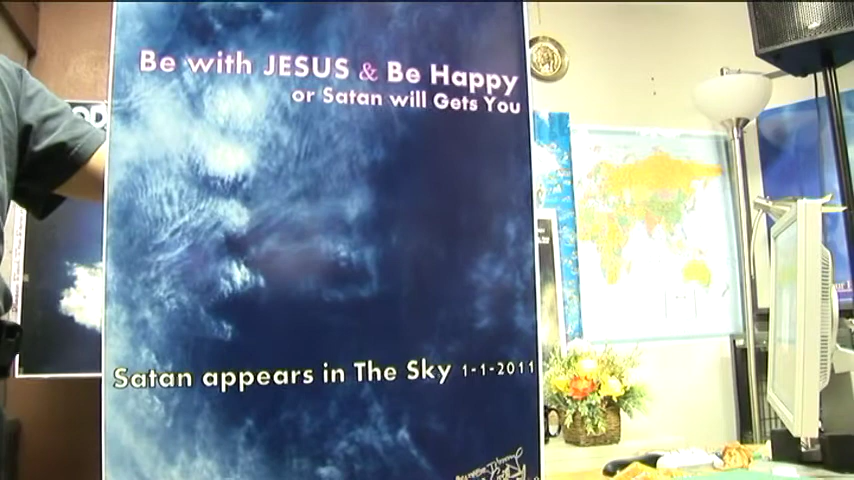 Be with JESUS & Be Happy
or Satan will Gets You
Satan appears in The Sky 1-1-2011